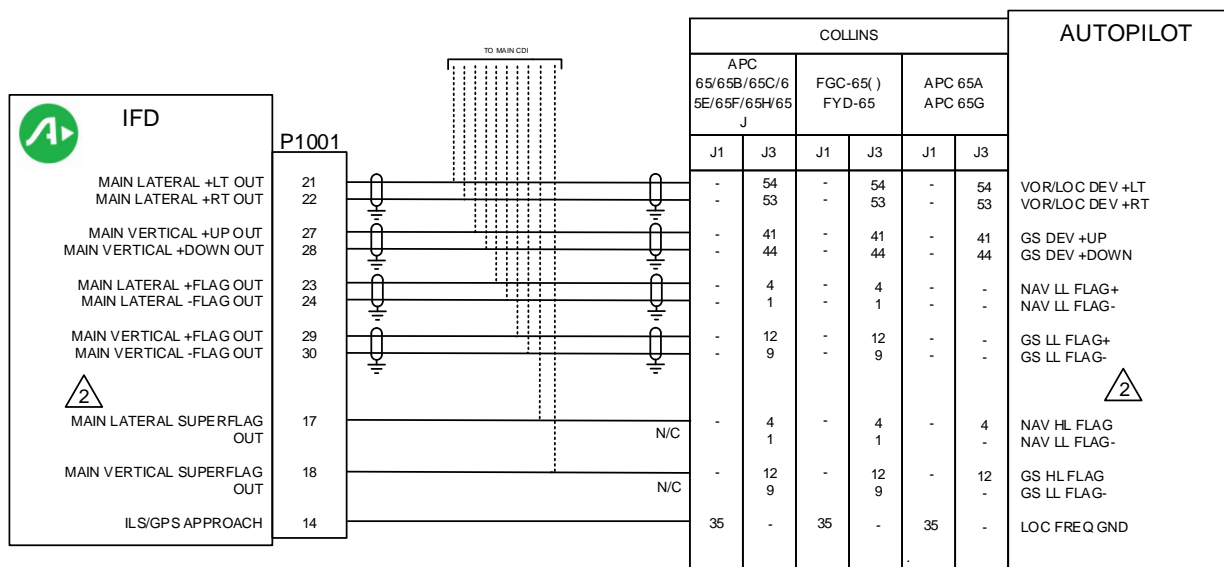 TO MAIN CDI
COLLINS
AUTOPILOT
APC
65/65B/65C/6
5E/65F/65H/65
J
FGC-65( )
FYD-65
APC 65A
APC 65G
J1 J3 J1 J3 J1 J3
A
IFD
P1001
MAIN LATERAL +LT OUT 21 - 54 - 54 - 54 VOR/LOC DEV +LT
MAIN LATERAL +RT OUT 22 - 53 - 53 - 53 VOR/LOC DEV +RT
MAIN VERTICAL +UP OUT 27 - 41 - 41 - 41 GS DEV +UP
MAIN VERTICAL +DOWN OUT 28 - 44 - 44 - 44 GS DEV +DOWN
MAIN LATERAL +FLAG OUT 23 - 4 - 4 - - NAV LL FLAG+
MAIN LATERAL -FLAG OUT 24 - 1 - 1 - - NAV LL FLAG-
MAIN VERTICAL +FLAG OUT 29 - 12 - 12 - - GS LL FLAG+
MAIN VERTICAL -FLAG OUT 30 - 9 - 9 - - GS LL FLAG-
2 2
MAIN LATERAL SUPERFLAG 17 - 4 - 4 - 4 NAV HL FLAG
OUT N/C 1 1 - NAV LL FLAG-
MAIN VERTICAL SUPERFLAG 18 - 12 - 12 - 12 GS HL FLAG
OUT N/C 9 9 - GS LL FLAG-
ILS/GPS APPROACH 14 35 - 35 - 35 - LOC FREQ GND
.